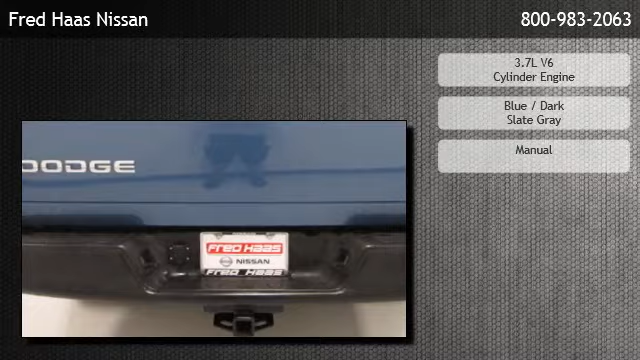 Fred Haas Nissan
800-983-2063
3.7L V6
Cylinder Engine
Blue / Dark
Slate Gray
Manual
DODGE
Fred Haas
NISSAN
Fred Haas